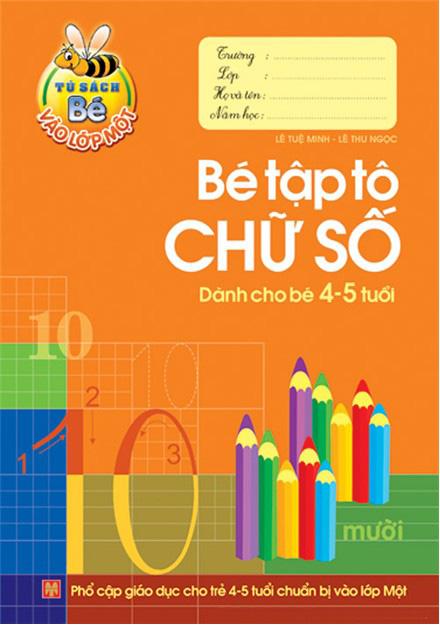 TỦ SÁCH
Bé
VÀO LỚP MỘT
Trường :
Lớp :
Họ và tên :
Năm học :
LÊ TUỆ MINH - LÊ THU NGỌC
Bé tập tô
CHỮ SỐ
Dành cho bé 4-5 tuổi
10
10
1 2 3
10
mười
Phổ cập giáo dục cho trẻ 4-5 tuổi chuẩn bị vào lớp Một